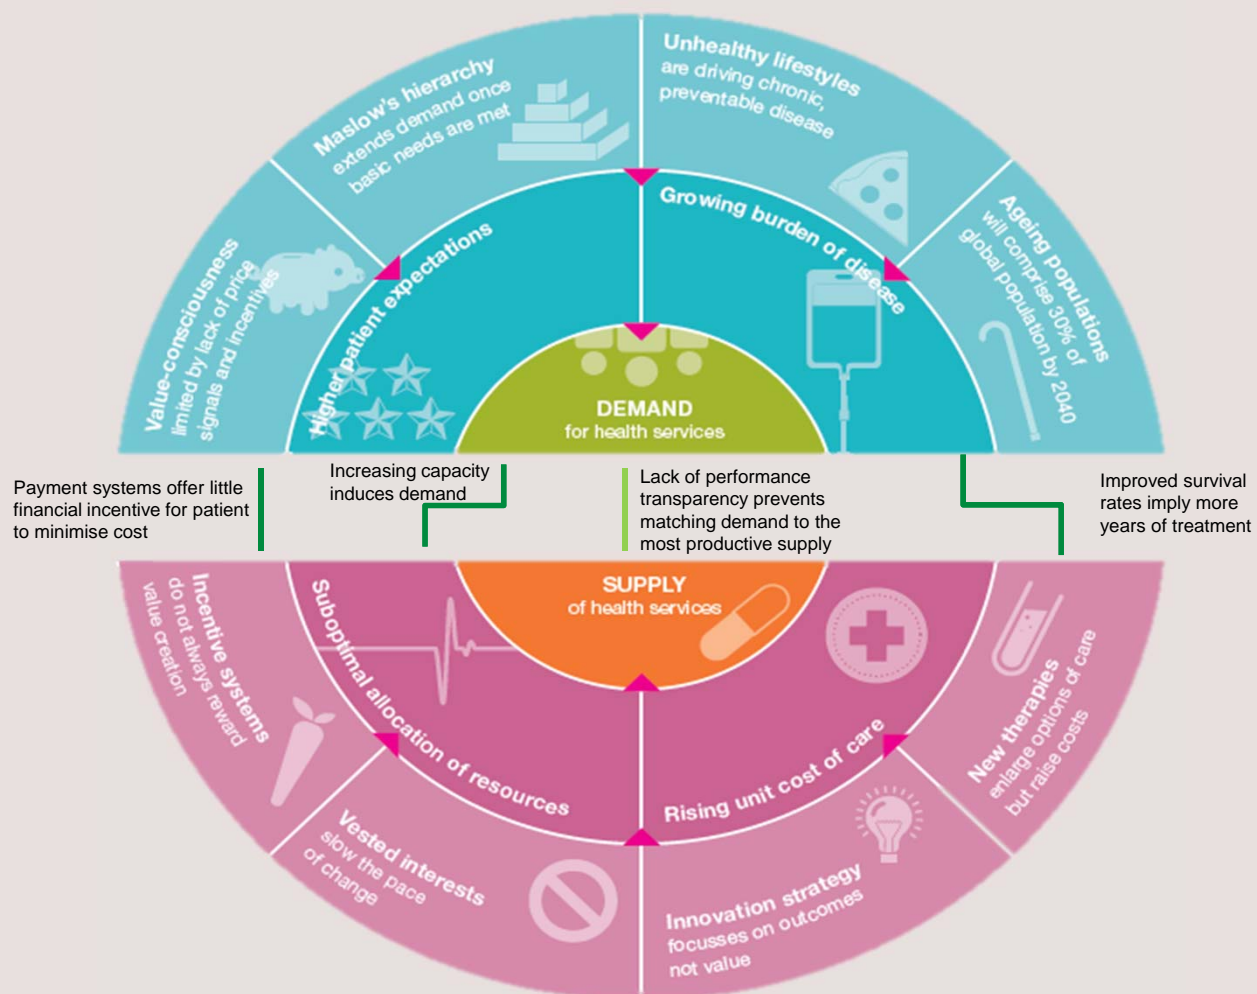 Maslow's hierarchy
extends demand once
basic needs are met
Unhealthy lifestyles
are driving chronic,
preventable disease
Value-consciousness
limited by lack of price
signals and incentives
Higher patient expectations
Growing burden of disease
Ageing populations
will comprise 30% of
global population by 2040
DEMAND
for health services
Payment systems offer little
financial incentive for patient
to minimise cost
Increasing capacity
induces demand
Lack of performance
transparency prevents
matching demand to the
most productive supply
Improved survival
rates imply more
years of treatment
SUPPLY
of health services
Incentive systems
do not always reward
value creation
Suboptimal allocation of resources
Rising unit cost of care
New therapies
enlarge options of care
but raise costs
Vested interests
slow the pace
of change
Innovation strategy
focusses on outcomes
not value